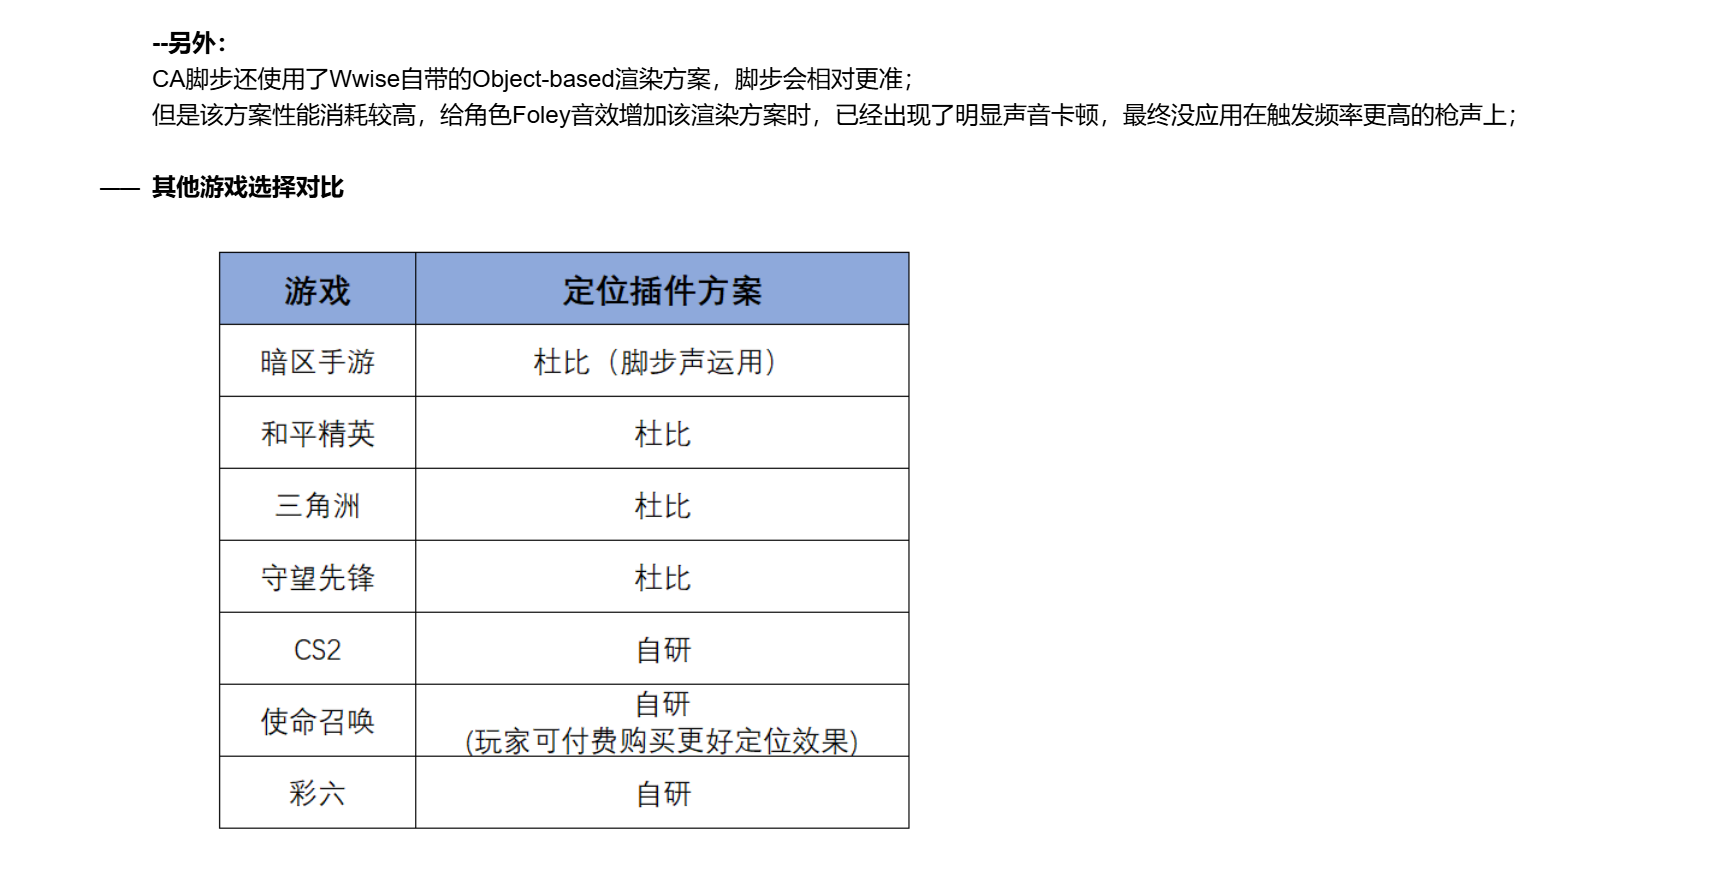 --另外：
CA脚步还使用了Wwise自带的Object-based渲染方案，脚步会相对更准；
但是该方案性能消耗较高，给角色Foley音效增加该渲染方案时，已经出现了明显声音卡顿，最终没应用在触发频率更高的枪声上；
—— 其他游戏选择对比
游戏 定位插件方案
暗区手游 杜比（脚步声运用）
和平精英 杜比
三角洲 杜比
守望先锋 杜比
CS2 自研
使命召唤 自研
(玩家可付费购买更好定位效果)
彩六 自研